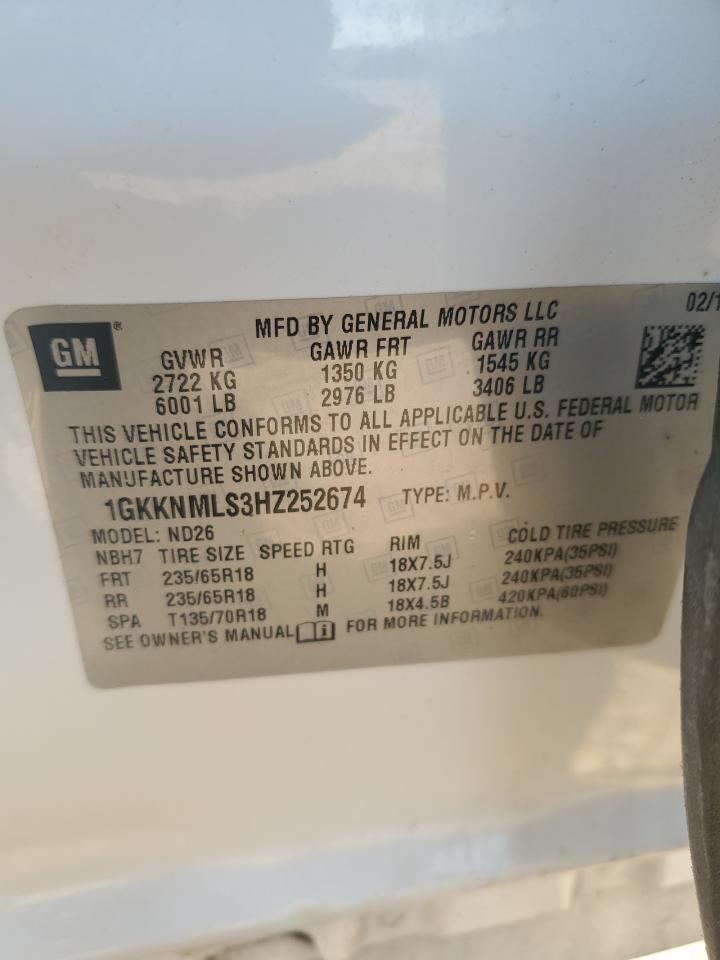 GM®
MFD BY GENERAL MOTORS LLC
02/1
GVWR GAWR FRT GAWR RR
2722 KG 1350 KG 1545 KG
6001 LB 2976 LB 3406 LB
THIS VEHICLE CONFORMS TO ALL APPLICABLE U.S. FEDERAL MOTOR
VEHICLE SAFETY STANDARDS IN EFFECT ON THE DATE OF
MANUFACTURE SHOWN ABOVE.
1GKKNMLS3HZ252674 TYPE: M.P.V.
MODEL: ND26
NBH7 TIRE SIZE SPEED RTG RIM COLD TIRE PRESSURE
FRT 235/65R18 H 18X7.5J 240KPA(35PSI)
RR 235/65R18 H 18X7.5J 240KPA(35PSI)
SPA T135/70R18 M 18X4.5B 420KPA(60PSI)
SEE OWNER'S MANUAL FOR MORE INFORMATION.